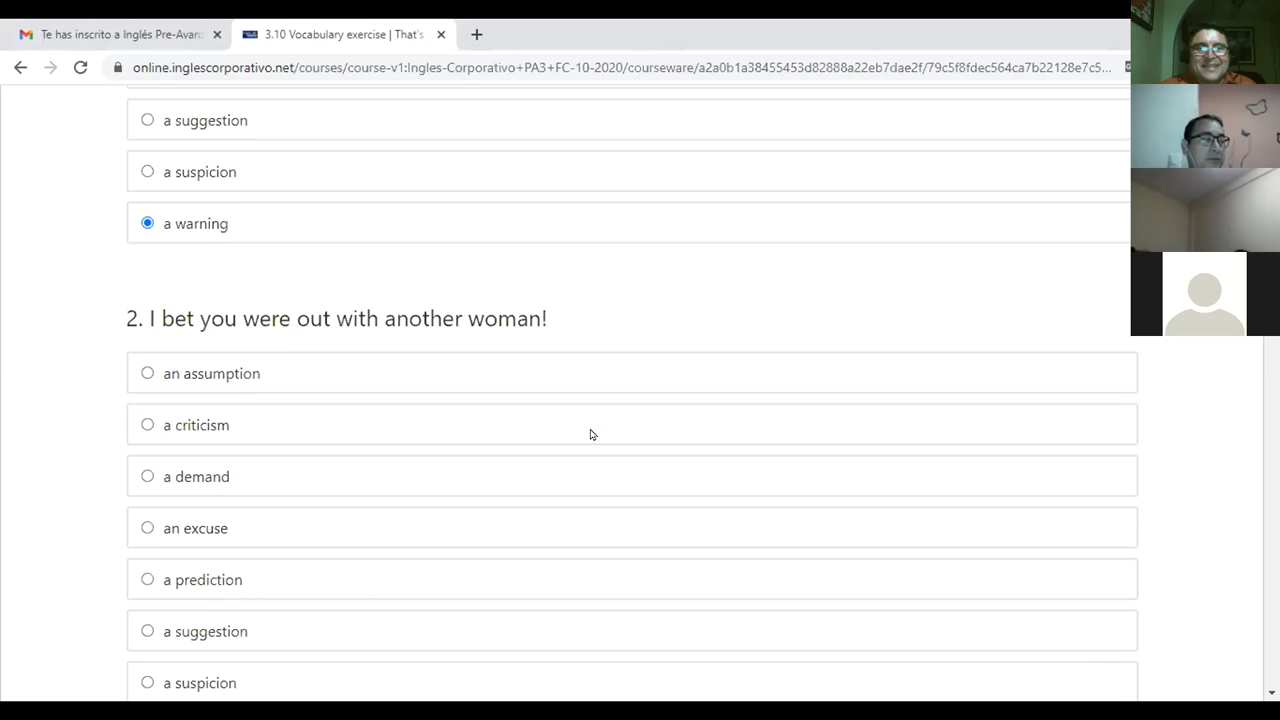 Te has inscrito a Inglés Pre-Avan
3.10 Vocabulary exercise | That's
online.inglescorporativo.net/courses/course-v1:Ingles-Corporativo+PA3+FC-10-2020/courseware/a2a0b1a38455453d82888a22eb7dae2f/79c5f8fdec564ca7b22128e7c5...
a suggestion
a suspicion
a warning
2. I bet you were out with another woman!
an assumption
a criticism
a demand
an excuse
a prediction
a suggestion
a suspicion